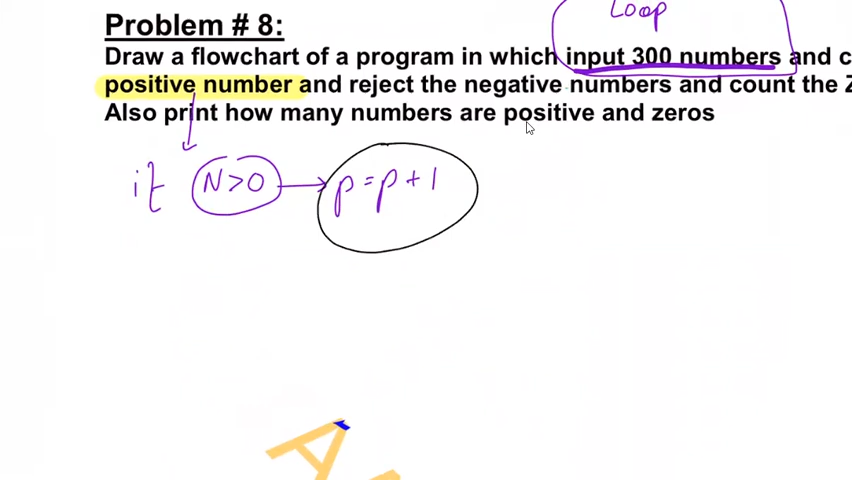 Loop
Problem # 8:
Draw a flowchart of a program in which input 300 numbers and c
positive number and reject the negative numbers and count the Z
Also print how many numbers are positive and zeros
if N>0 → p=p+1
A